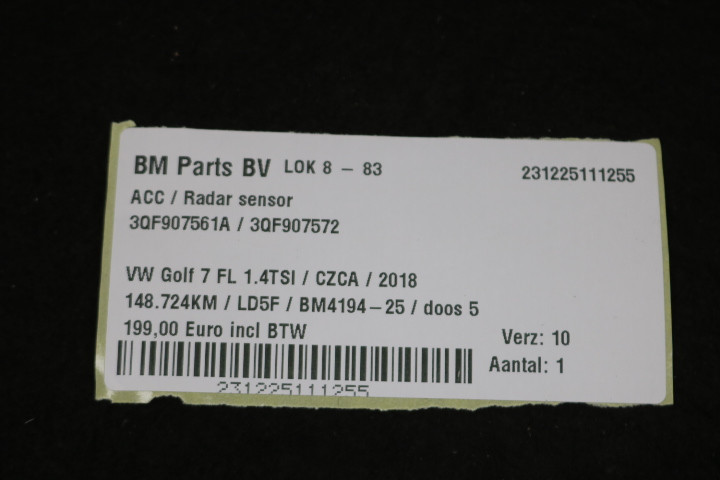 BM Parts BV LOK 8 – 83 231225111255
ACC / Radar sensor
3QF907561A / 3QF907572
VW Golf 7 FL 1.4TSI / CZCA / 2018
148.724KM / LD5F / BM4194–25 / doos 5
199,00 Euro incl BTW
Verz: 10
Aantal: 1
231225111255